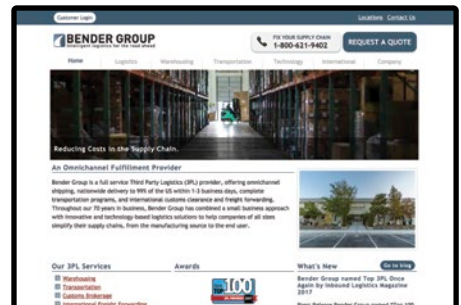 Customer Login
Locations Contact Us
BENDER GROUP
Intelligent logistics for the road ahead
FIX YOUR SUPPLY CHAIN
1-800-621-9402
REQUEST A QUOTE
Home Logistics Warehousing Transportation Technology International Company
Reducing Costs in the Supply Chain.
An Omnichannel Fulfillment Provider
Bender Group is a full service Third Party Logistics (3PL) provider, offering omnichannel
shipping, nationwide delivery to 99% of the US within 1-3 business days, complete
transportation programs, and international customs clearance and freight forwarding.
Throughout our 70 years in business, Bender Group has combined a small business approach
with innovative and technology-based logistics solutions to help companies of all sizes
simplify their supply chains, from the manufacturing source to the end user.
Our 3PL Services
Warehousing
Transportation
Customs Brokerage
International Freight Forwarding
Awards
TOP 100
What's New
Go to blog
Bender Group named Top 3PL Once
Again by Inbound Logistics Magazine
2017